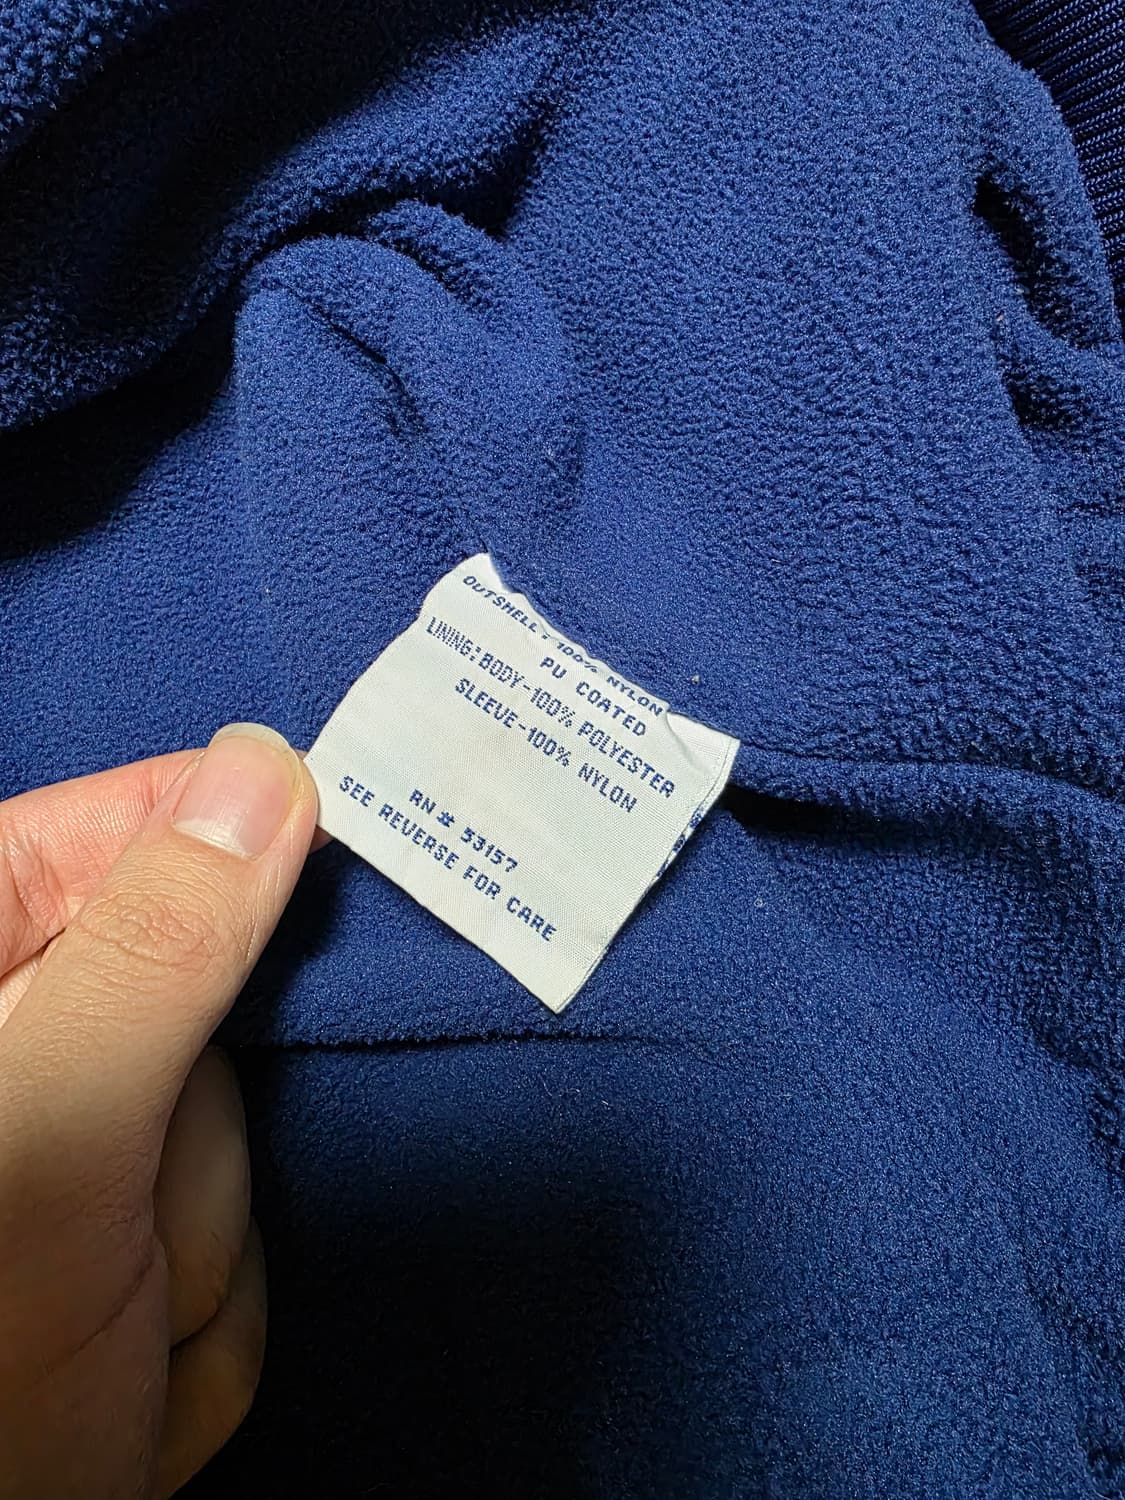 OUTSHELL: 100% NYLON
PU COATED
LINING: BODY-100% POLYESTER
SLEEVE-100% NYLON
RN# 53157
SEE REVERSE FOR CARE